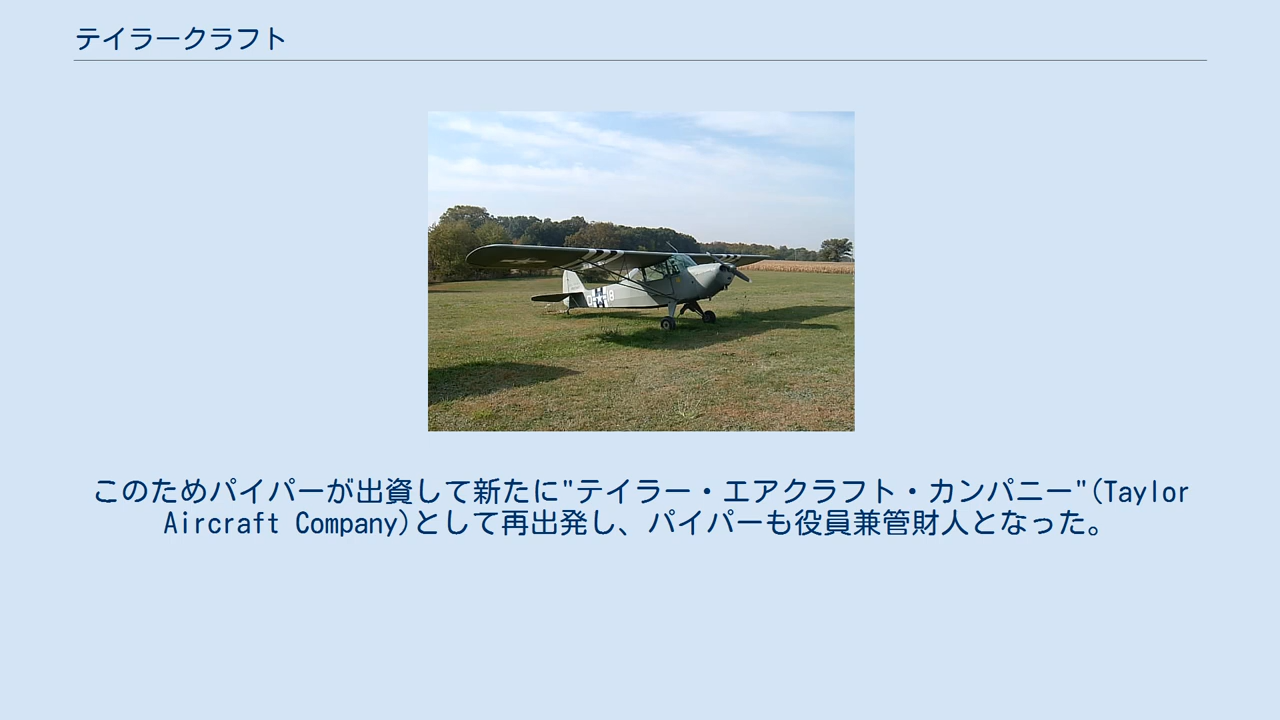 テイラークラフト
このためパイパーが出資して新たに"テイラー・エアクラフト・カンパニー"(Taylor
Aircraft Company)として再出発し、パイパーも役員兼管財人となった。